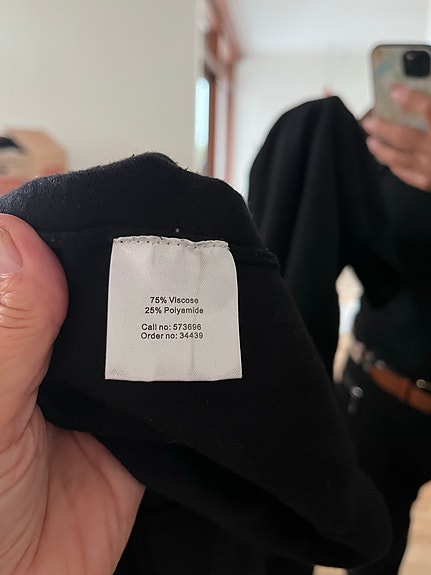 75% Viscose
25% Polyamide
Call no: 573696
Order no: 34439